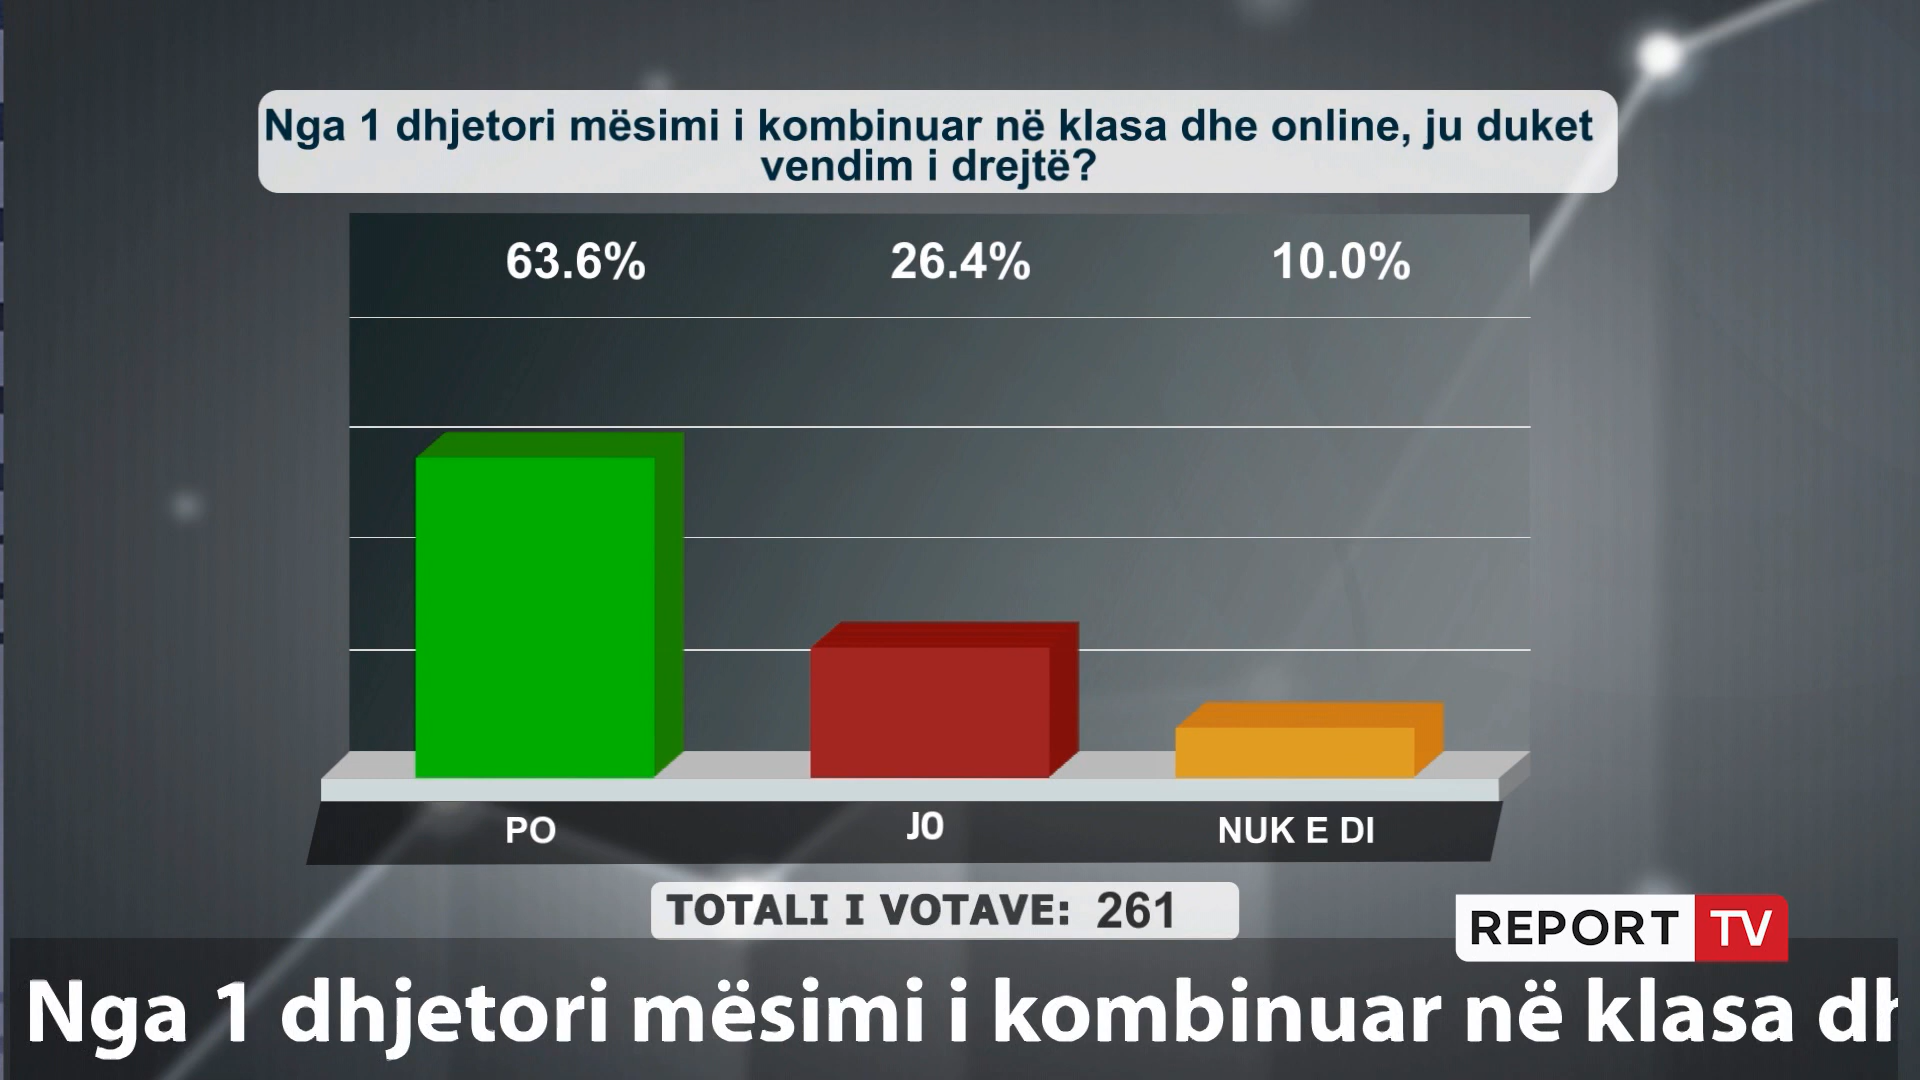 Nga 1 dhjetori mësimi i kombinuar në klasa dhe online, ju duket
vendim i drejtë?
63.6% 26.4% 10.0%
PO JO NUK E DI
TOTALI I VOTAVE: 261
REPORT TV
Nga 1 dhjetori mësimi i kombinuar në klasa